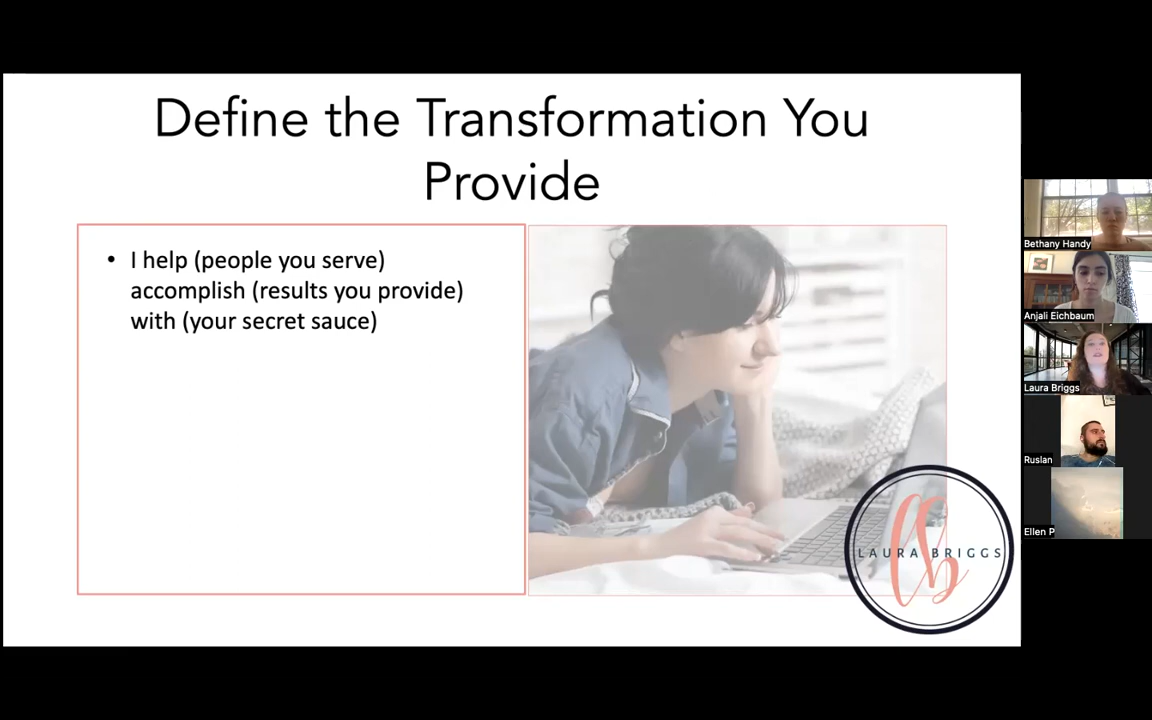 Define the Transformation You
Provide
• I help (people you serve)
accomplish (results you provide)
with (your secret sauce)
LAURA BRIGGS
Bethany Handy
Anjali Eichbaum
Laura Briggs
Ruslan
Ellen P